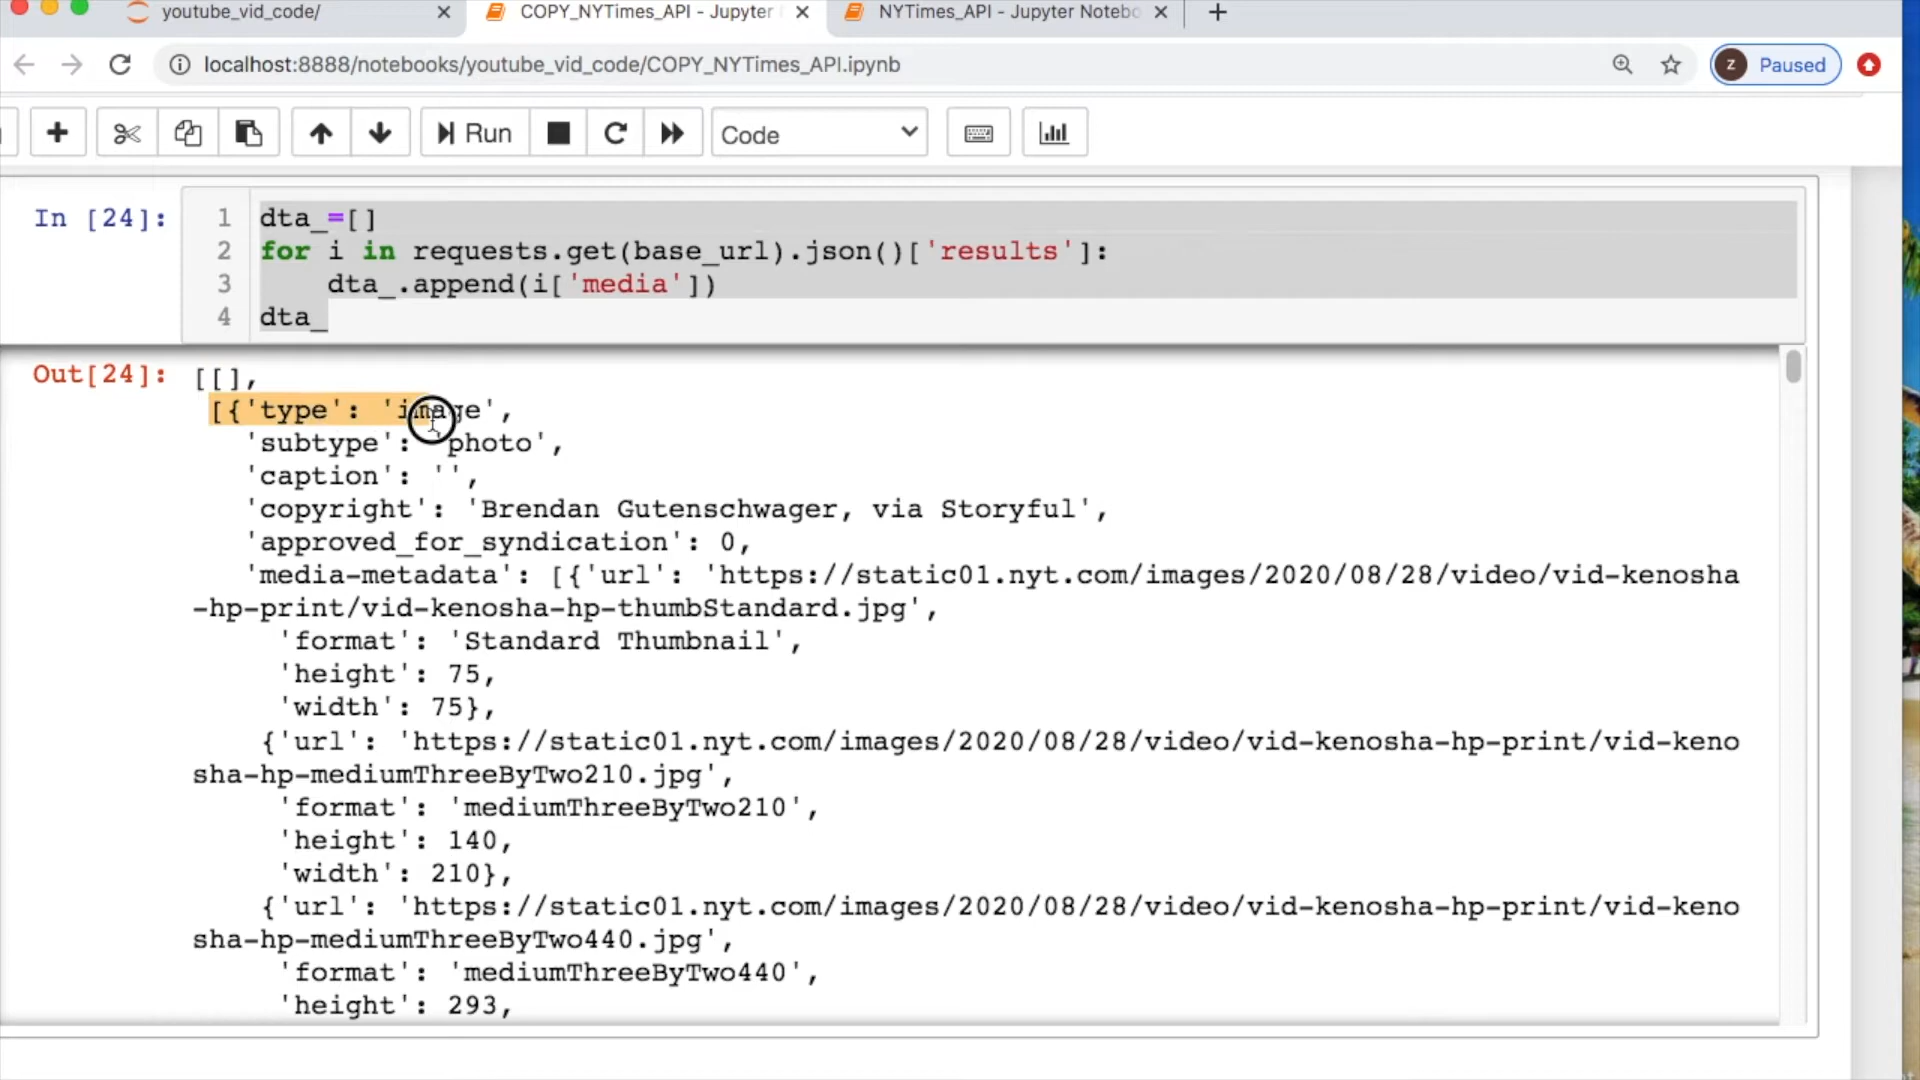 youtube_vid_code/
COPY_NYTimes_API - Jupyter
NYTimes_API - Jupyter Notebo
localhost:8888/notebooks/youtube_vid_code/COPY_NYTimes_API.ipynb
z Paused
Run
Code
In [24]:
1 dta_=[]
2 for i in requests.get(base_url).json()['results']:
3 dta_.append(i['media'])
4 dta_
Out[24]: [[],
[{'type': 'image',
'subtype': 'photo',
'caption': '',
'copyright': 'Brendan Gutenschwager, via Storyful',
'approved_for_syndication': 0,
'media-metadata': [{'url': 'https://static01.nyt.com/images/2020/08/28/video/vid-kenosha
-hp-print/vid-kenosha-hp-thumbStandard.jpg',
'format': 'Standard Thumbnail',
'height': 75,
'width': 75},
{'url': 'https://static01.nyt.com/images/2020/08/28/video/vid-kenosha-hp-print/vid-keno
sha-hp-mediumThreeByTwo210.jpg',
'format': 'mediumThreeByTwo210',
'height': 140,
'width': 210},
{'url': 'https://static01.nyt.com/images/2020/08/28/video/vid-kenosha-hp-print/vid-keno
sha-hp-mediumThreeByTwo440.jpg',
'format': 'mediumThreeByTwo440',
'height': 293,